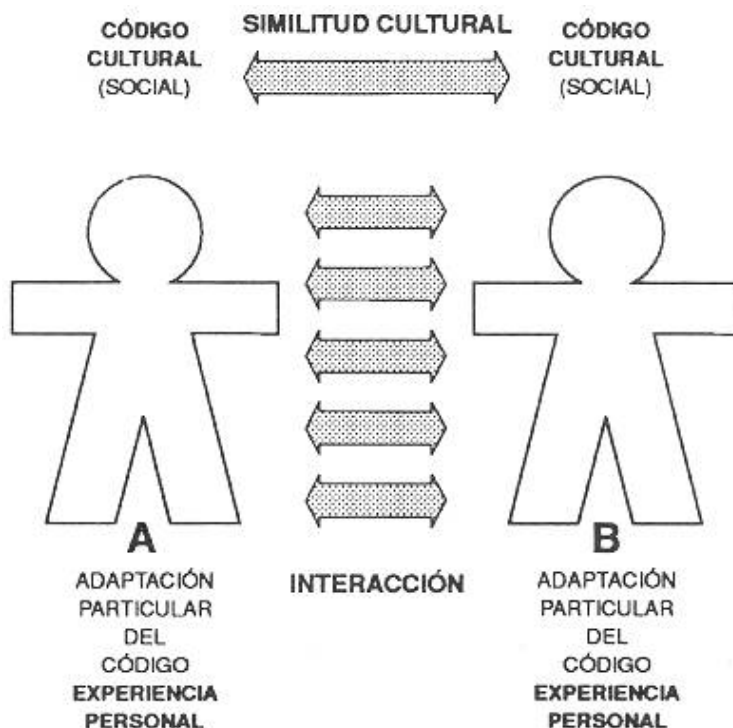 CÓDIGO
CULTURAL
(SOCIAL)
SIMILITUD CULTURAL
CÓDIGO
CULTURAL
(SOCIAL)
A
ADAPTACIÓN
PARTICULAR
DEL
CÓDIGO
EXPERIENCIA
PERSONAL
INTERACCIÓN
B
ADAPTACIÓN
PARTICULAR
DEL
CÓDIGO
EXPERIENCIA
PERSONAL